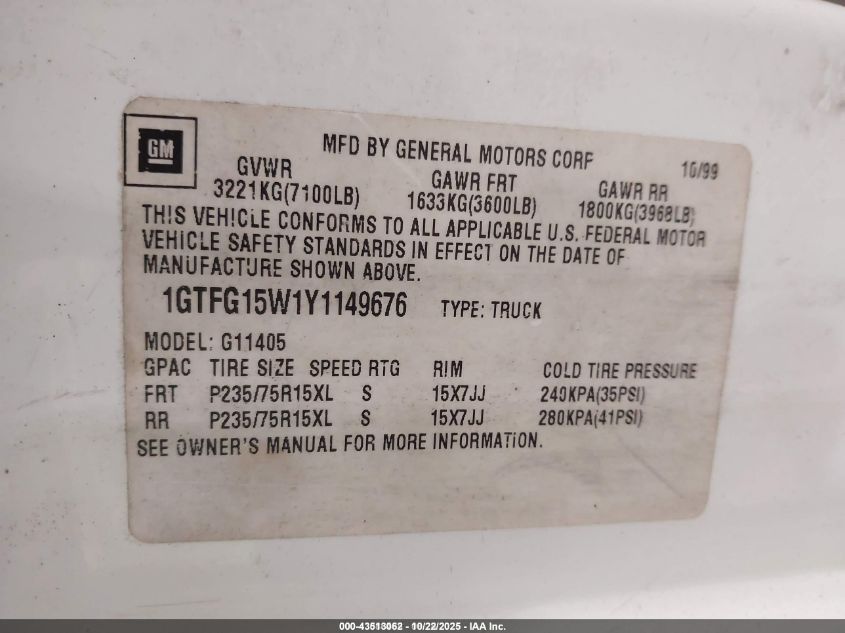 GM
MFD BY GENERAL MOTORS CORP 10/99
GVWR GAWR FRT GAWR RR
3221KG(7100LB) 1633KG(3600LB) 1800KG(3968LB)
THIS VEHICLE CONFORMS TO ALL APPLICABLE U.S. FEDERAL MOTOR
VEHICLE SAFETY STANDARDS IN EFFECT ON THE DATE OF
MANUFACTURE SHOWN ABOVE.
1GTFG15W1Y1149676 TYPE: TRUCK
MODEL: G11405
GPAC TIRE SIZE SPEED RTG RIM COLD TIRE PRESSURE
FRT P235/75R15XL S 15X7JJ 240KPA(35PSI)
RR P235/75R15XL S 15X7JJ 280KPA(41PSI)
SEE OWNER'S MANUAL FOR MORE INFORMATION.
000-43513062 - 10/22/2025 - IAA Inc.